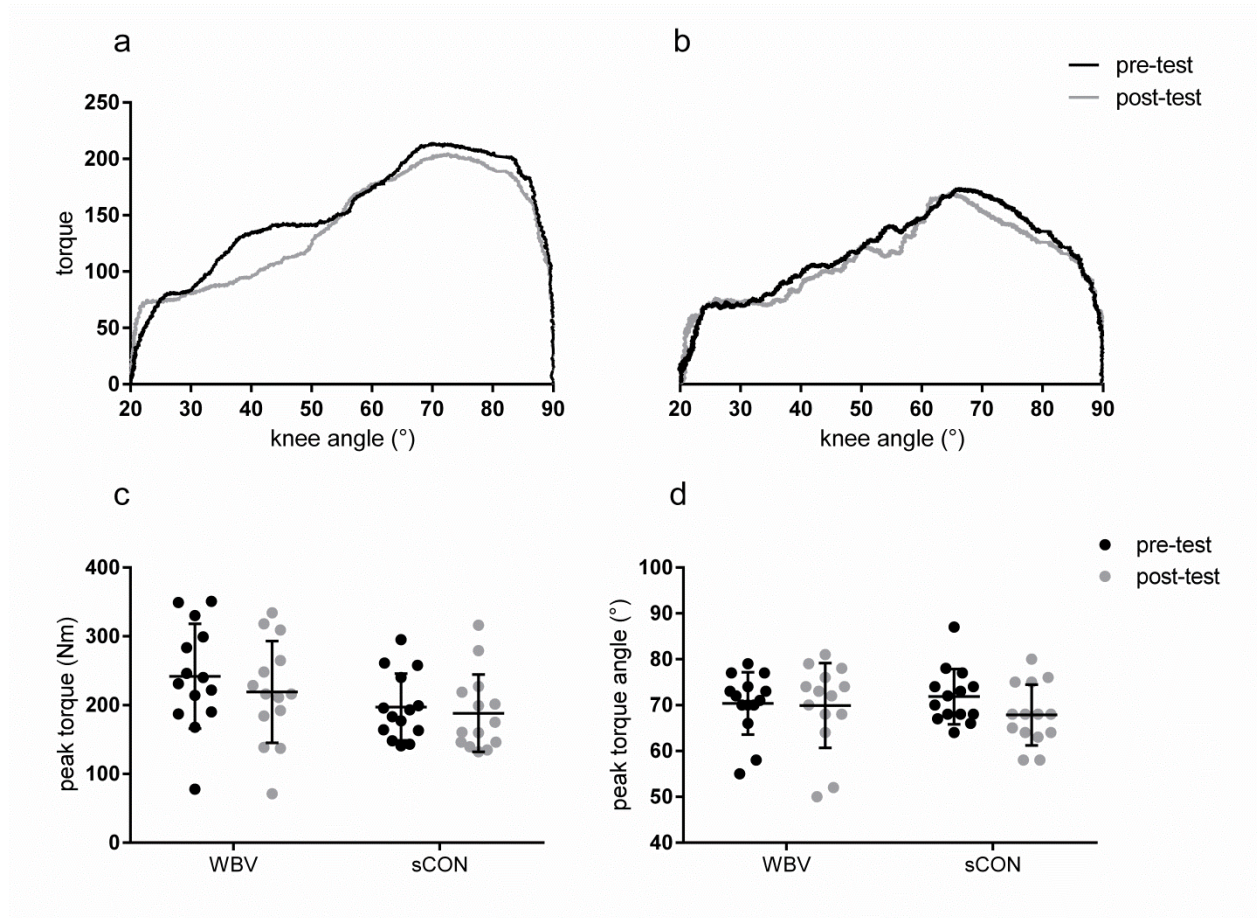 a
b
pre-test
post-test
250
200
150
100
50
0
torque
20 30 40 50 60 70 80 90
knee angle (°)
20 30 40 50 60 70 80 90
knee angle (°)
c
d
pre-test
post-test
400
300
200
100
0
peak torque (Nm)
WBV sCON
100
90
80
70
60
50
40
peak torque angle (°)
WBV sCON